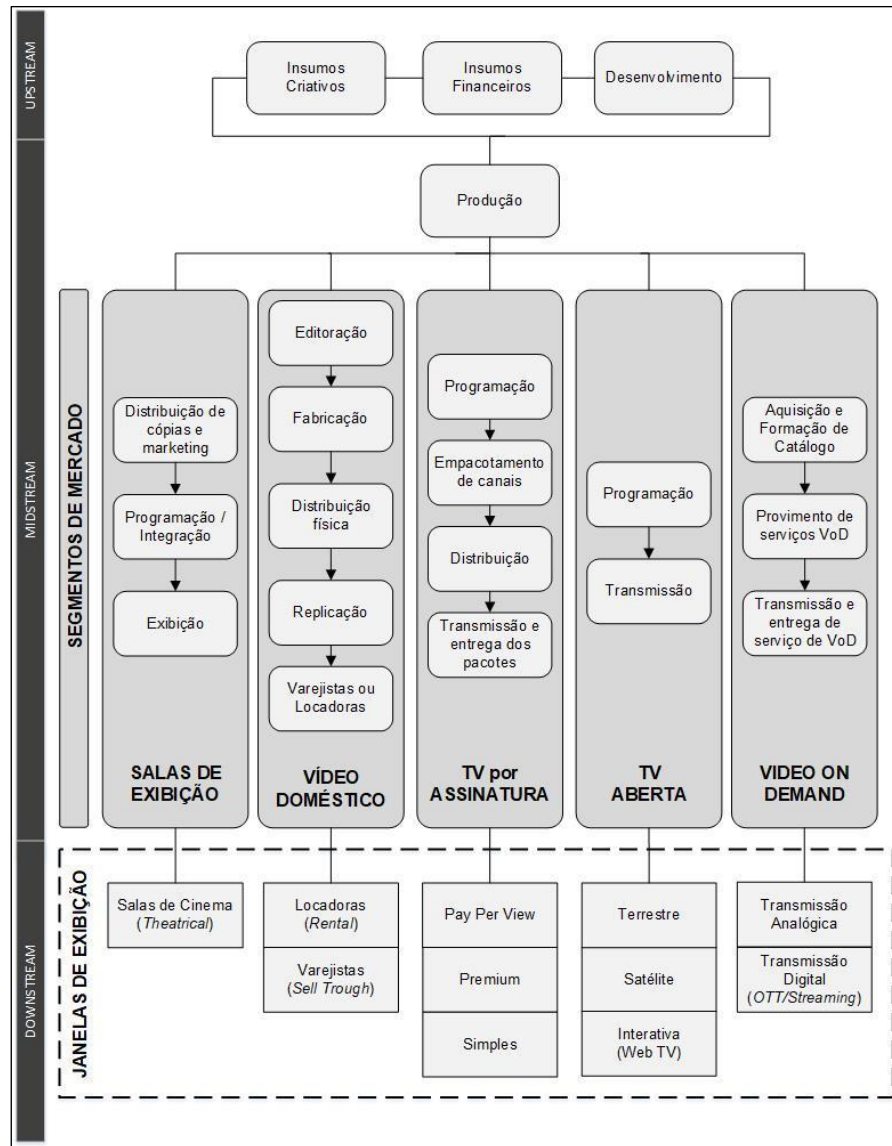 UPSTREAM
Insumos
Criativos
Insumos
Financeiros
Desenvolvimento
MIDSTREAM
Produção
SEGMENTOS DE MERCADO
Distribuição de
cópias e
marketing
Programação /
Integração
Exibição
SALAS DE
EXIBIÇÃO
Editoração
Fabricação
Distribuição
física
Replicação
Varejistas ou
Locadoras
VÍDEO
DOMÉSTICO
Programação
Empacotamento
de canais
Distribuição
Transmissão e
entrega dos
pacotes
TV por
ASSINATURA
Programação
Transmissão
TV
ABERTA
Aquisição e
Formação de
Catálogo
Provimento de
serviços VoD
Transmissão e
entrega de
serviço de VoD
VIDEO ON
DEMAND
DOWNSTREAM
JANELAS DE EXIBIÇÃO
Salas de Cinema
(Theatrical)
Locadoras
(Rental)
Varejistas
(Sell Trough)
Pay Per View
Premium
Simples
Terrestre
Satélite
Interativa
(Web TV)
Transmissão
Analógica
Transmissão
Digital
(OTT/Streaming)